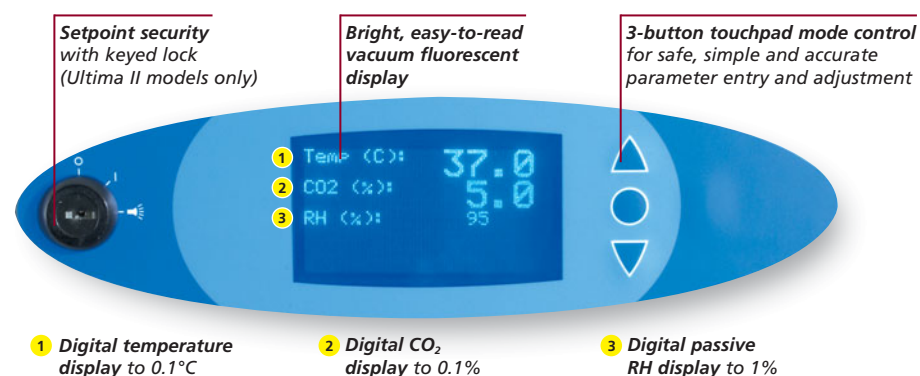 Setpoint security
with keyed lock
(Ultima II models only)
Bright, easy-to-read
vacuum fluorescent
display
3-button touchpad mode control
for safe, simple and accurate
parameter entry and adjustment
1 Temp (C): 37.0
2 CO2 (%): 5.0
3 RH (%): 95
O
I
1 Digital temperature
display to 0.1°C
2 Digital CO₂
display to 0.1%
3 Digital passive
RH display to 1%